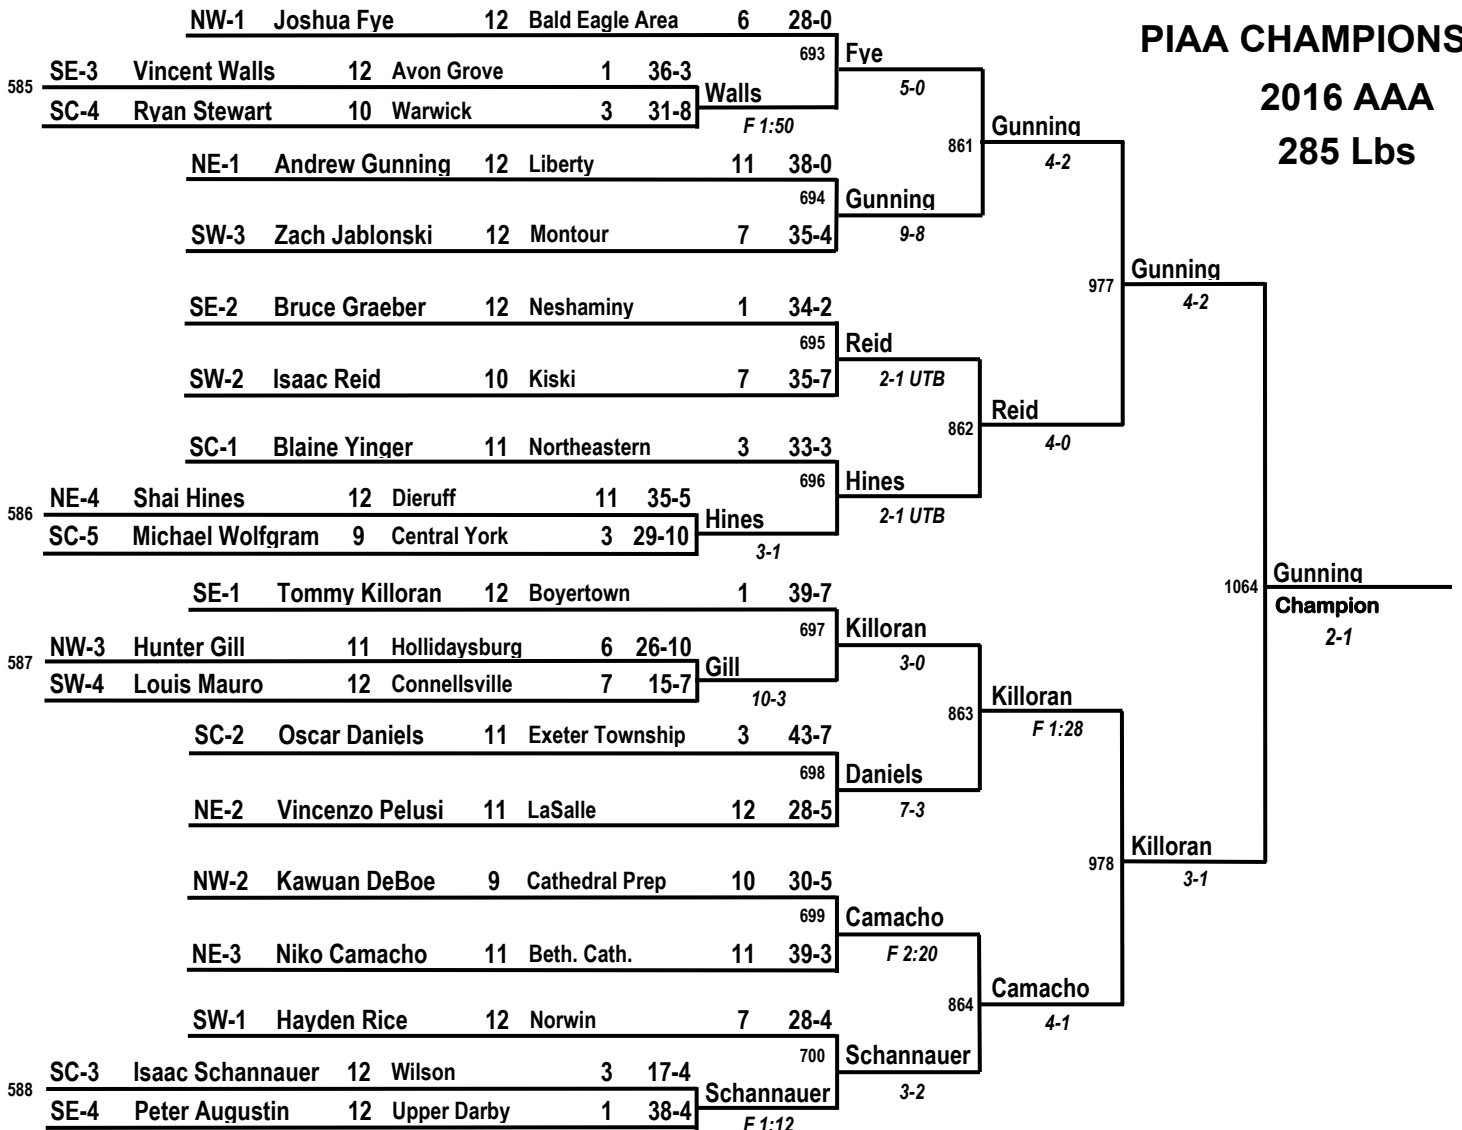 PIAA CHAMPIONS
2016 AAA
285 Lbs
NW-1 Joshua Fye 12 Bald Eagle Area 6 28-0
693 Fye
5-0
585 SE-3 Vincent Walls 12 Avon Grove 1 36-3
Walls
SC-4 Ryan Stewart 10 Warwick 3 31-8
F 1:50
861 Gunning
4-2
NE-1 Andrew Gunning 12 Liberty 11 38-0
694 Gunning
9-8
SW-3 Zach Jablonski 12 Montour 7 35-4
977 Gunning
4-2
SE-2 Bruce Graeber 12 Neshaminy 1 34-2
695 Reid
2-1 UTB
SW-2 Isaac Reid 10 Kiski 7 35-7
862 Reid
4-0
SC-1 Blaine Yinger 11 Northeastern 3 33-3
696 Hines
2-1 UTB
586 NE-4 Shai Hines 12 Dieruff 11 35-5
Hines
SC-5 Michael Wolfgram 9 Central York 3 29-10
3-1
1064 Gunning
Champion
2-1
SE-1 Tommy Killoran 12 Boyertown 1 39-7
697 Killoran
3-0
587 NW-3 Hunter Gill 11 Hollidaysburg 6 26-10
Gill
SW-4 Louis Mauro 12 Connellsville 7 15-7
10-3
863 Killoran
F 1:28
SC-2 Oscar Daniels 11 Exeter Township 3 43-7
698 Daniels
7-3
NE-2 Vincenzo Pelusi 11 LaSalle 12 28-5
978 Killoran
3-1
NW-2 Kawuan DeBoe 9 Cathedral Prep 10 30-5
699 Camacho
F 2:20
NE-3 Niko Camacho 11 Beth. Cath. 11 39-3
864 Camacho
4-1
SW-1 Hayden Rice 12 Norwin 7 28-4
700 Schannauer
3-2
588 SC-3 Isaac Schannauer 12 Wilson 3 17-4
Schannauer
SE-4 Peter Augustin 12 Upper Darby 1 38-4
F 1:12